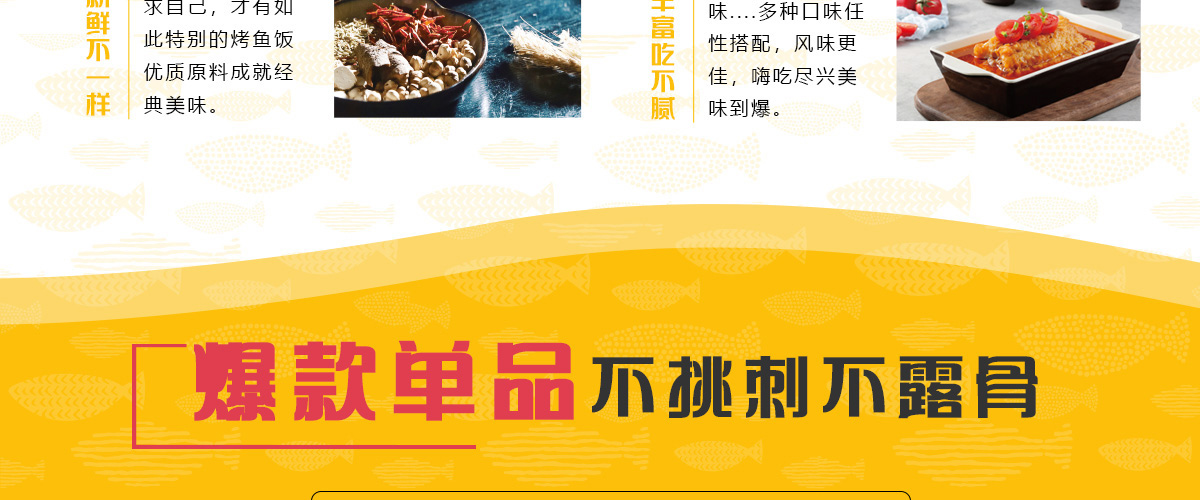 新鲜不一样
求自己，才有如
此特别的烤鱼饭
优质原料成就经
典美味。
丰富吃不腻
味....多种口味任
性搭配，风味更
佳，嗨吃尽兴美
味到爆。
爆款单品 不挑刺不露骨